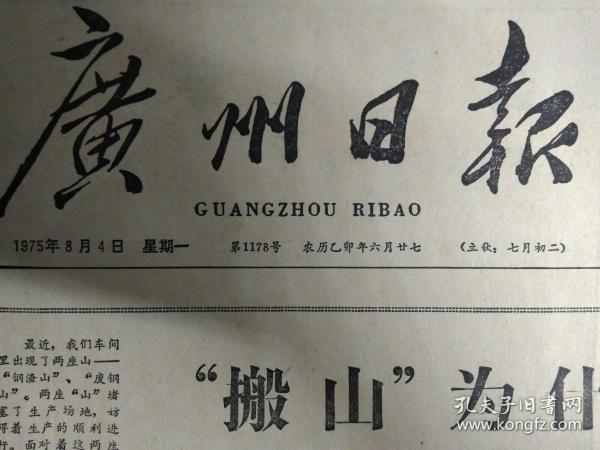 廣州日報
GUANGZHOU RIBAO
1975年8月4日 星期一 第1178号 农历乙卯年六月廿七 (立秋:七月初二)
最近,我们车间
里出现了两座山——
“钢渣山”、“废钢
山”。两座“山”堵
塞了生产场地,妨
碍着生产的顺利进
行。面对着这两座
“搬山”为什
孔夫子旧书网